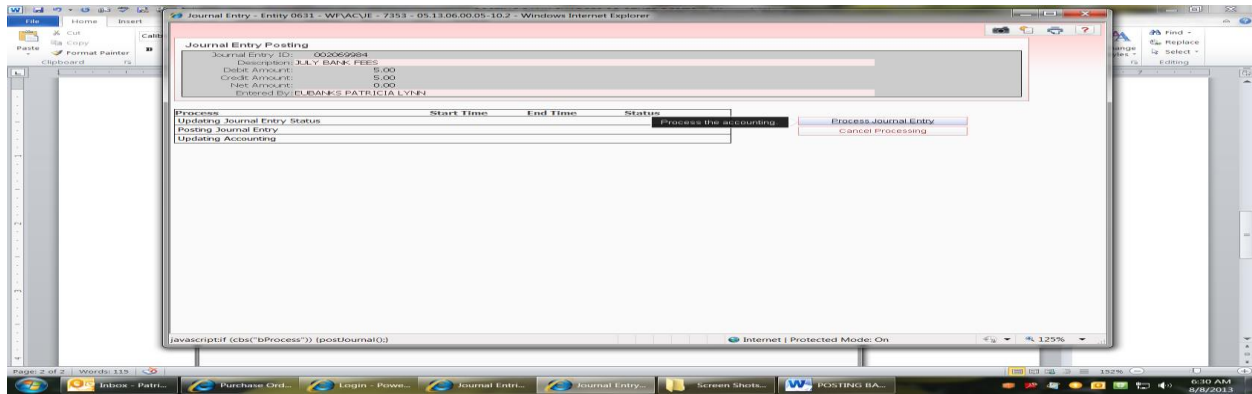 Journal Entry - Entity 0631 - WF\AC\JE - 7353 - 05.13.06.00.05-10.2 - Windows Internet Explorer
File Home Insert
Cut
Copy
Paste
Format Painter
Clipboard
Calib
B
Find
Replace
Select
Editing
Journal Entry Posting
Journal Entry ID: 002069984
Description: JULY BANK FEES
Debit Amount: 5.00
Credit Amount: 5.00
Net Amount: 0.00
Entered By: EUBANKS PATRICIA LYNN
Process Start Time End Time Status
Updating Journal Entry Status
Posting Journal Entry
Updating Accounting
Process the accounting.
Process Journal Entry
Cancel Processing
javascript:if (cbs("bProcess")) {postJournal();}
Internet | Protected Mode: On
125%
Page: 2 of 2 Words: 115
152%
Inbox - Patri...
Purchase Ord...
Login - Powe...
Journal Entri...
Journal Entry...
Screen Shots...
POSTING BA...
6:30 AM
8/8/2013